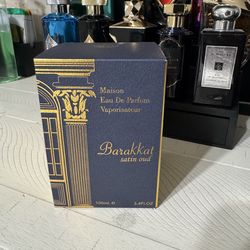 Maison
Eau De Parfum
Vaporisateur
Barakkat
satin oud
100ml ℮ 3.4FL.OZ